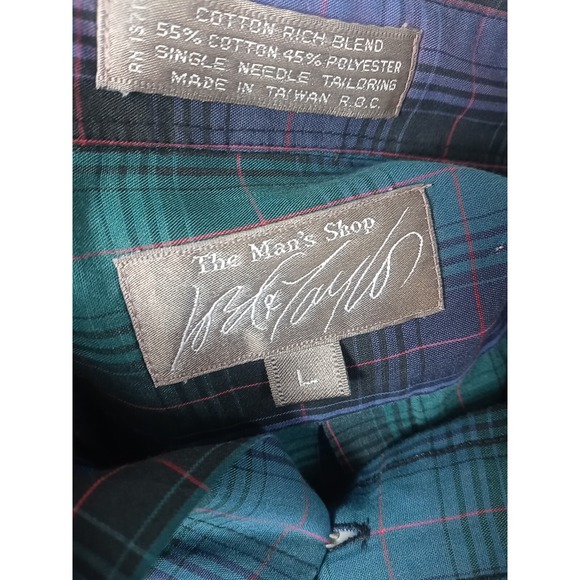 COTTON RICH BLEND
55% COTTON 45% POLYESTER
SINGLE NEEDLE TAILORING
MADE IN TAIWAN R.O.C.
The Man's Shop
Lord & Taylor
L